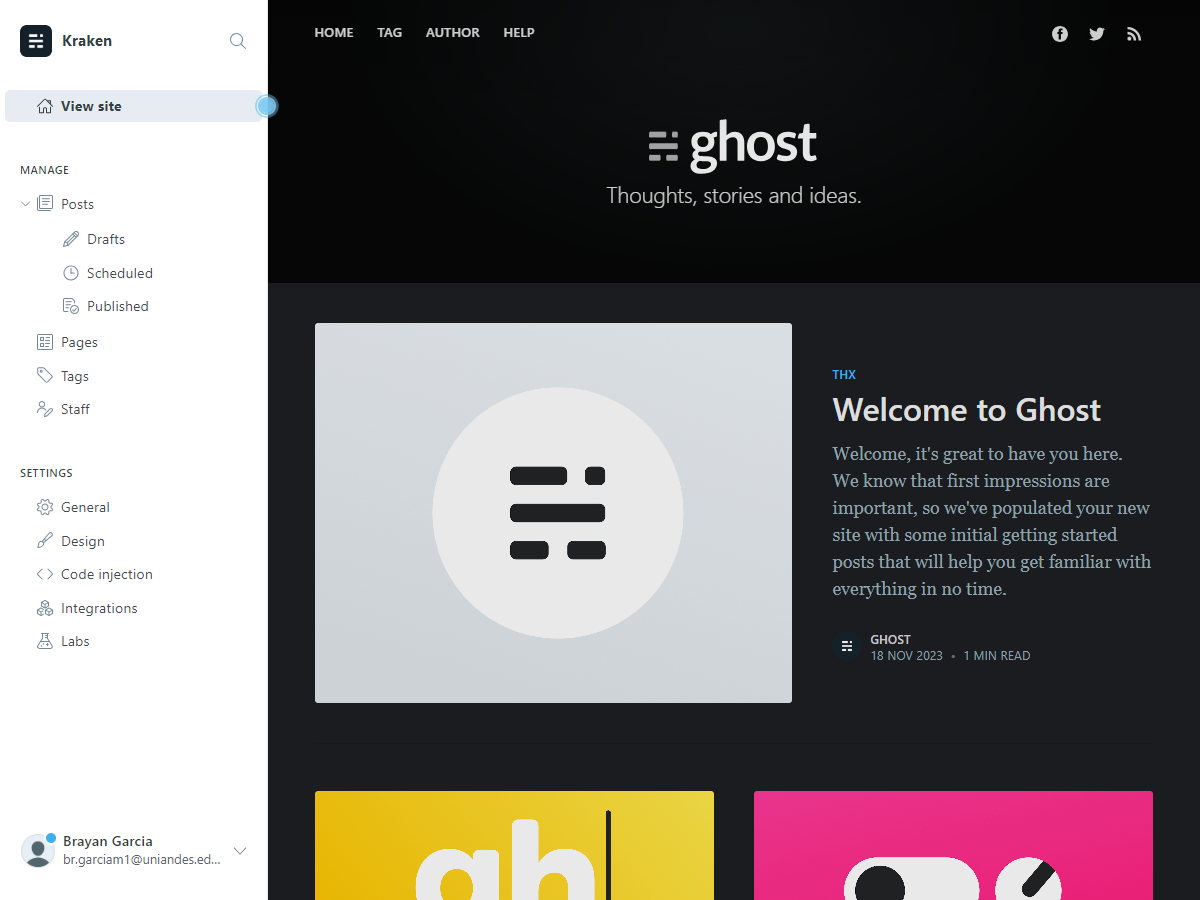 Kraken
View site
MANAGE
Posts
Drafts
Scheduled
Published
Pages
Tags
Staff
SETTINGS
General
Design
Code injection
Integrations
Labs
Brayan Garcia
br.garciam1@uniandes.ed...
HOME TAG AUTHOR HELP
ghost
Thoughts, stories and ideas.
THX
Welcome to Ghost
Welcome, it's great to have you here.
We know that first impressions are
important, so we've populated your new
site with some initial getting started
posts that will help you get familiar with
everything in no time.
GHOST
18 NOV 2023 • 1 MIN READ
gh